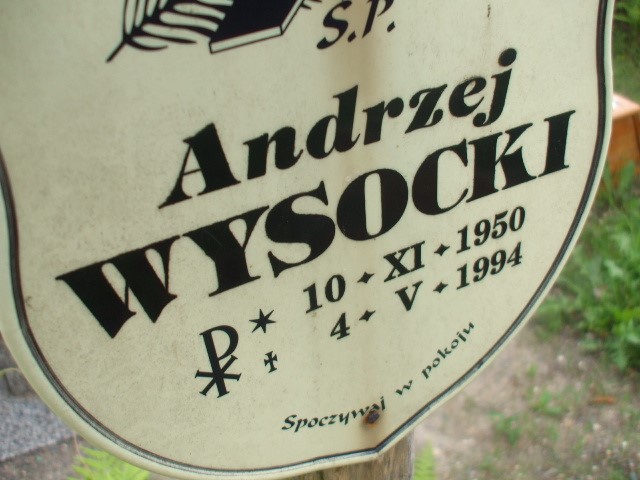 Ś.P.
Andrzej
WYSOCKI
10 ✦ XI ✦ 1950
4 ✦ V ✦ 1994
Spoczywaj w pokoju